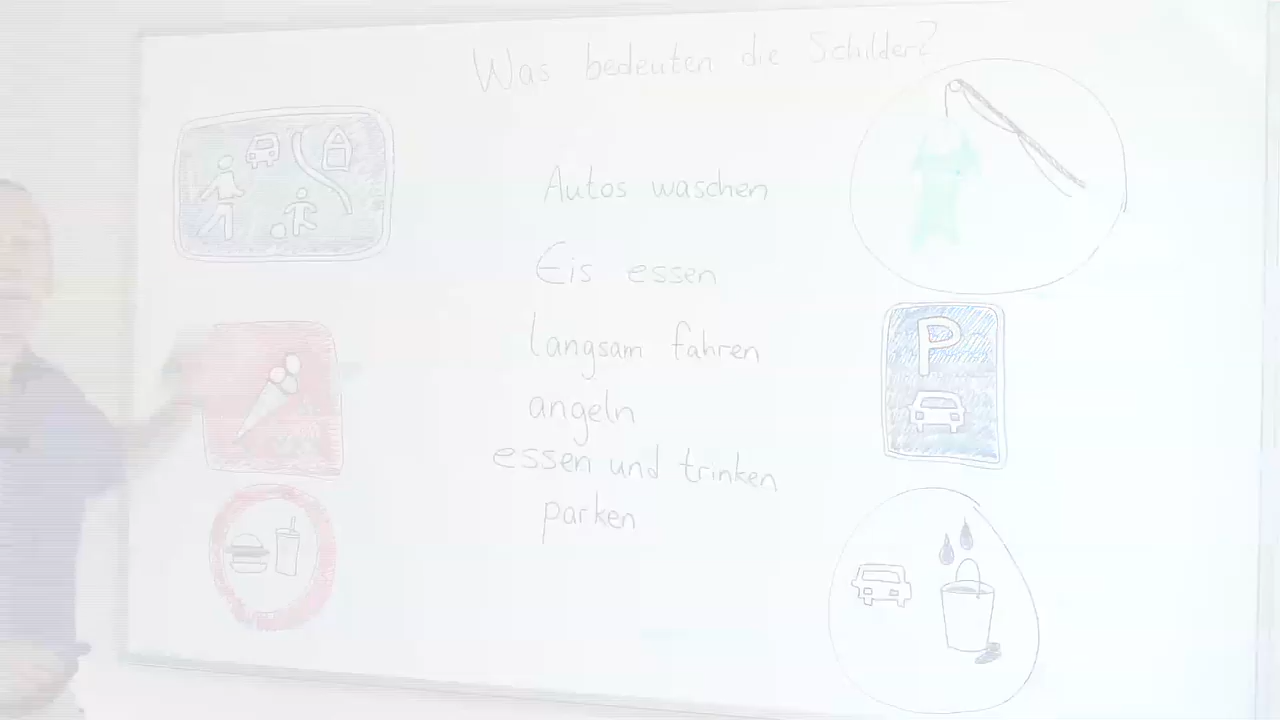 Was bedeuten die Schilder?
Autos waschen
Eis essen
langsam fahren
angeln
essen und trinken
parken
P